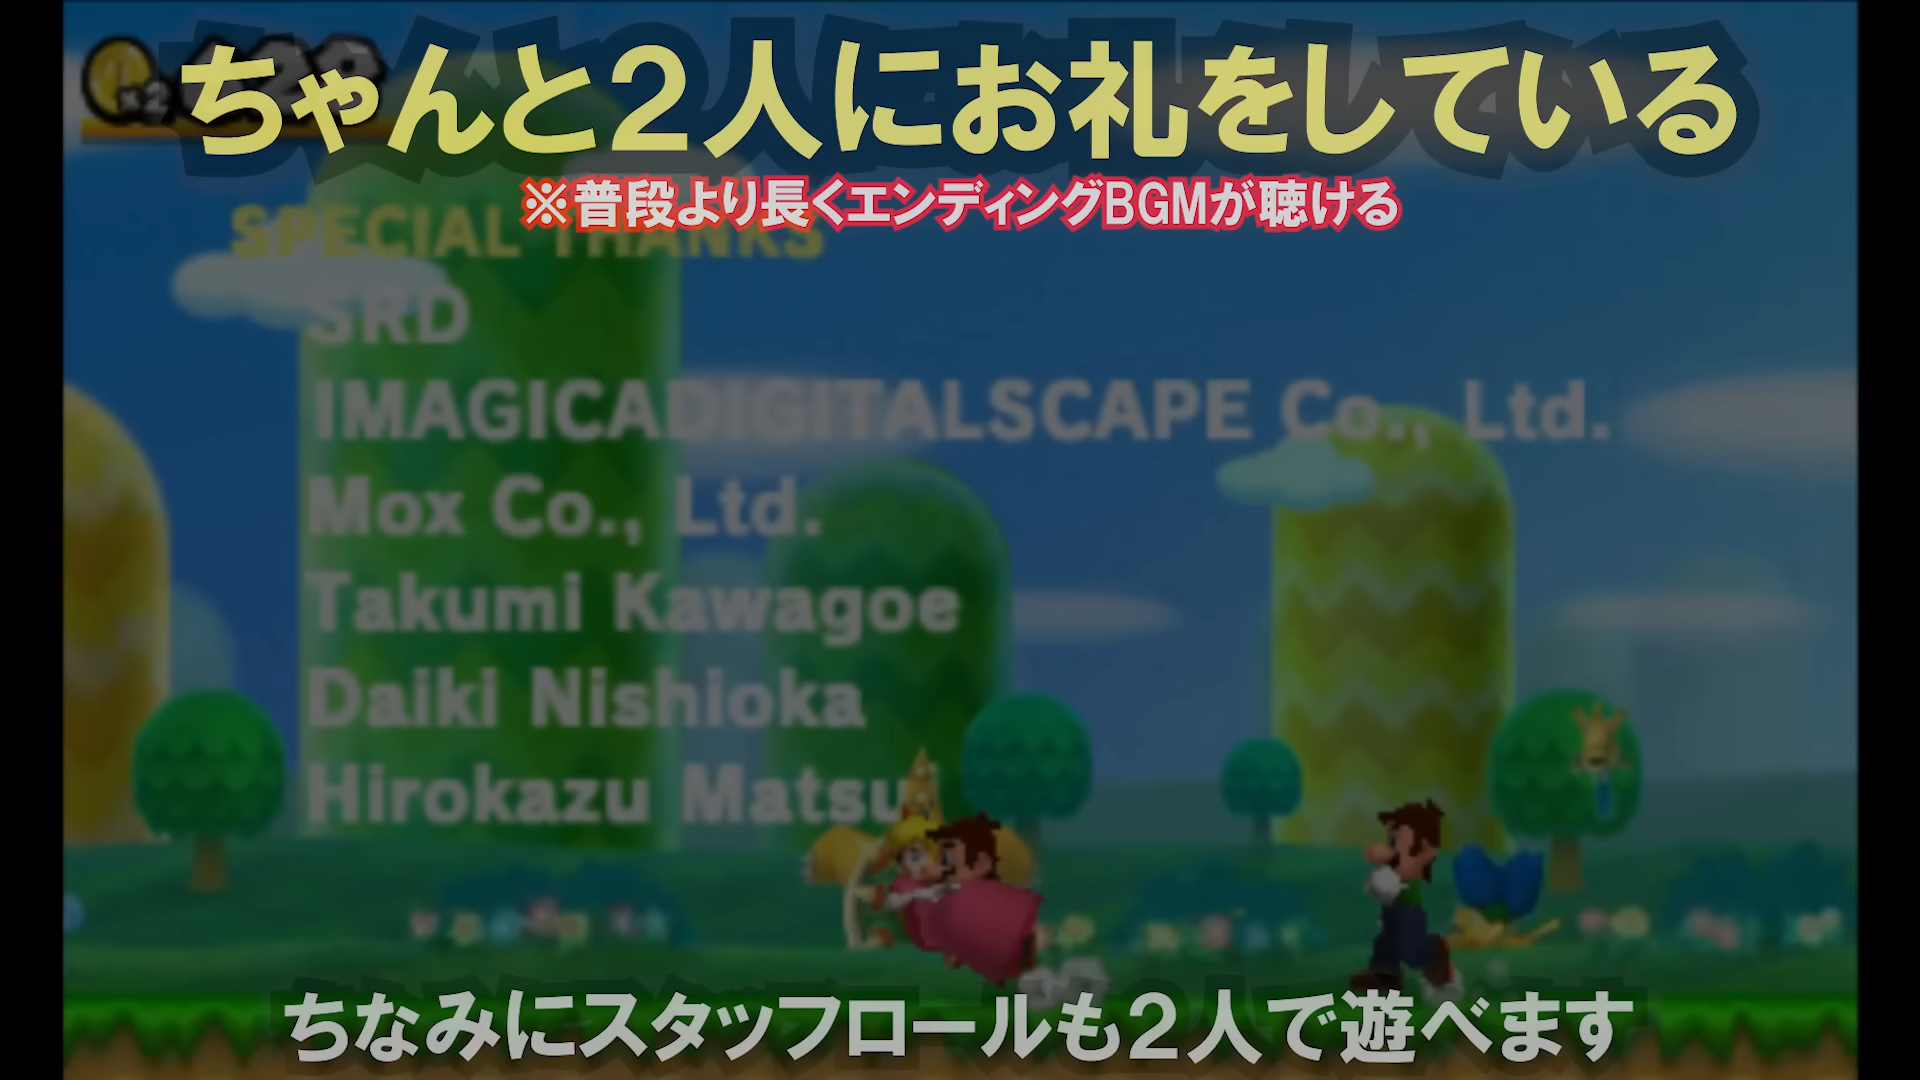 ちゃんと２人にお礼をしている
※普段より長くエンディングBGMが聴ける
SPECIAL THANKS
SRD
IMAGICADIGITALSCAPE Co., Ltd.
Mox Co., Ltd.
Takumi Kawagoe
Daiki Nishioka
Hirokazu Matsu
ちなみにスタッフロールも２人で遊べます